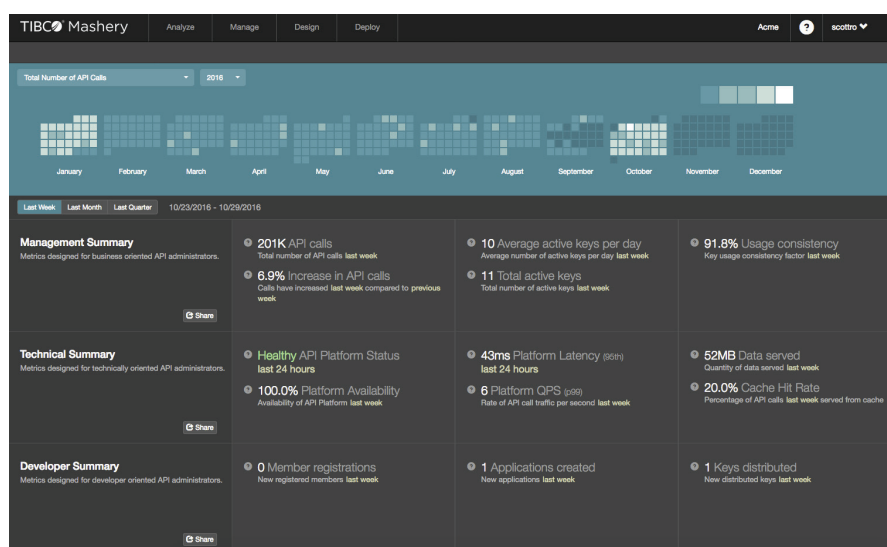 TIBCO Mashery Analyze Manage Design Deploy Acme ? scottro
Total Number of API Calls 2016
January February March April May June July August September October November December
Last Week Last Month Last Quarter 10/23/2016 - 10/29/2016
Management Summary
Metrics designed for business oriented API administrators.
Share
201K API calls
Total number of API calls last week
6.9% Increase in API calls
Calls have increased last week compared to previous
week
10 Average active keys per day
Average number of active keys per day last week
11 Total active keys
Total number of active keys last week
91.8% Usage consistency
Key usage consistency factor last week
Technical Summary
Metrics designed for technically oriented API administrators.
Share
Healthy API Platform Status
last 24 hours
100.0% Platform Availability
Availability of API Platform last week
43ms Platform Latency (95th)
last 24 hours
6 Platform QPS (p99)
Rate of API call traffic per second last week
52MB Data served
Quantity of data served last week
20.0% Cache Hit Rate
Percentage of API calls last week served from cache
Developer Summary
Metrics designed for developer oriented API administrators.
Share
0 Member registrations
New registered members last week
1 Applications created
New applications last week
1 Keys distributed
New distributed keys last week